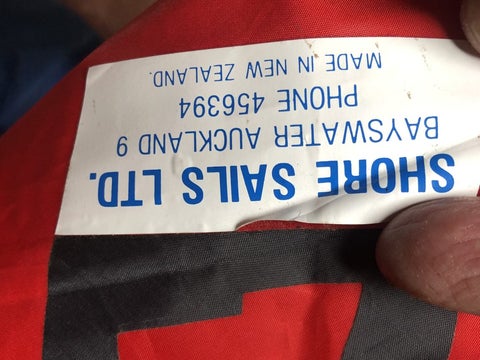 SHORE SAILS LTD.
BAYSWATER AUCKLAND 9
PHONE 456394
MADE IN NEW ZEALAND.